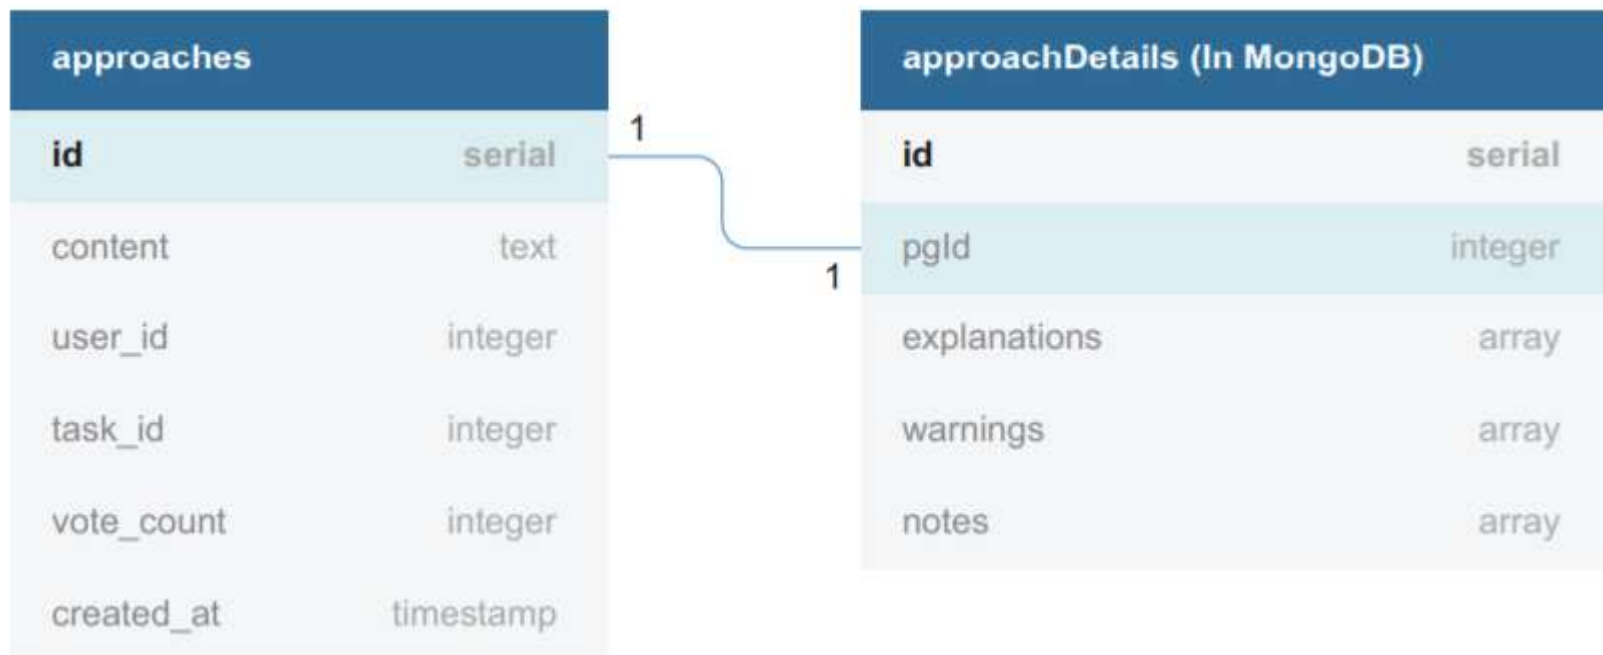 approaches
id serial
content text
user_id integer
task_id integer
vote_count integer
created_at timestamp
1
1
approachDetails (In MongoDB)
id serial
pgId integer
explanations array
warnings array
notes array